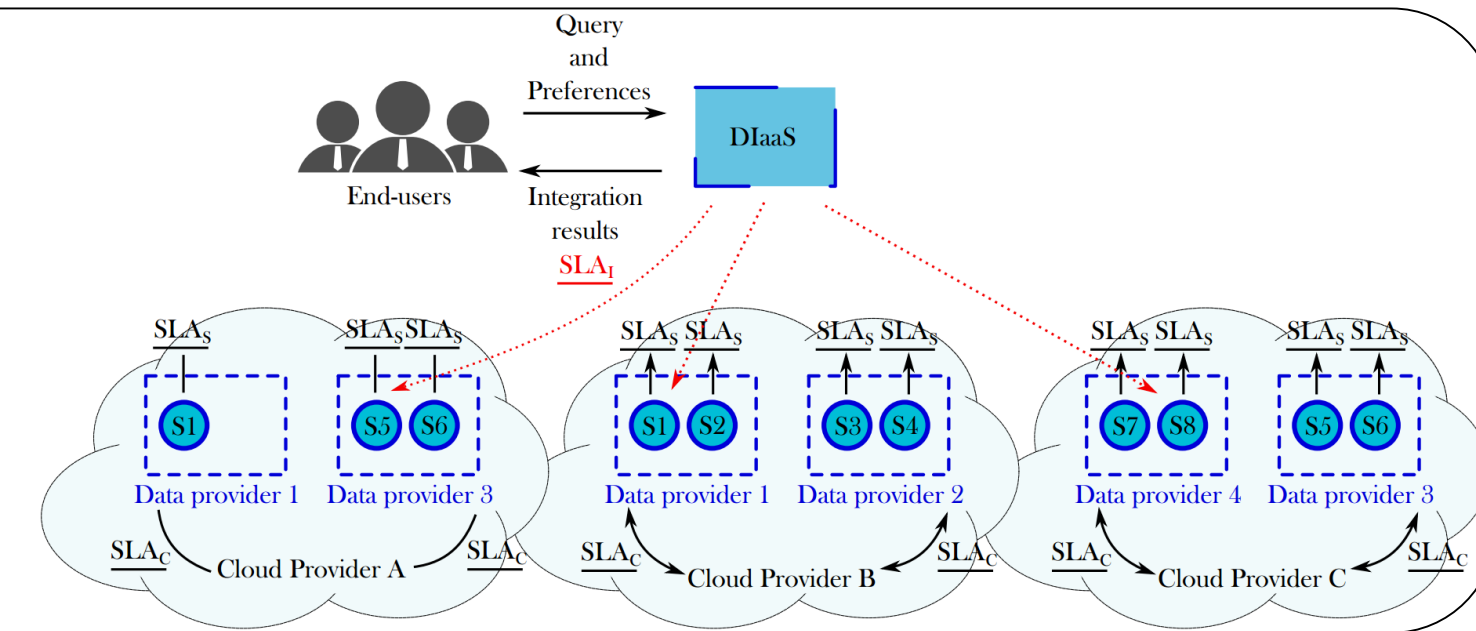 Query
and
Preferences
DIaaS
End-users
Integration
results
SLA_I
SLA_S SLA_S SLA_S SLA_S SLA_S SLA_S SLA_S SLA_S SLA_S SLA_S SLA_S
S1 S5 S6 S1 S2 S3 S4 S7 S8 S5 S6
Data provider 1 Data provider 3 Data provider 1 Data provider 2 Data provider 4 Data provider 3
SLA_C SLA_C SLA_C SLA_C SLA_C SLA_C
Cloud Provider A Cloud Provider B Cloud Provider C